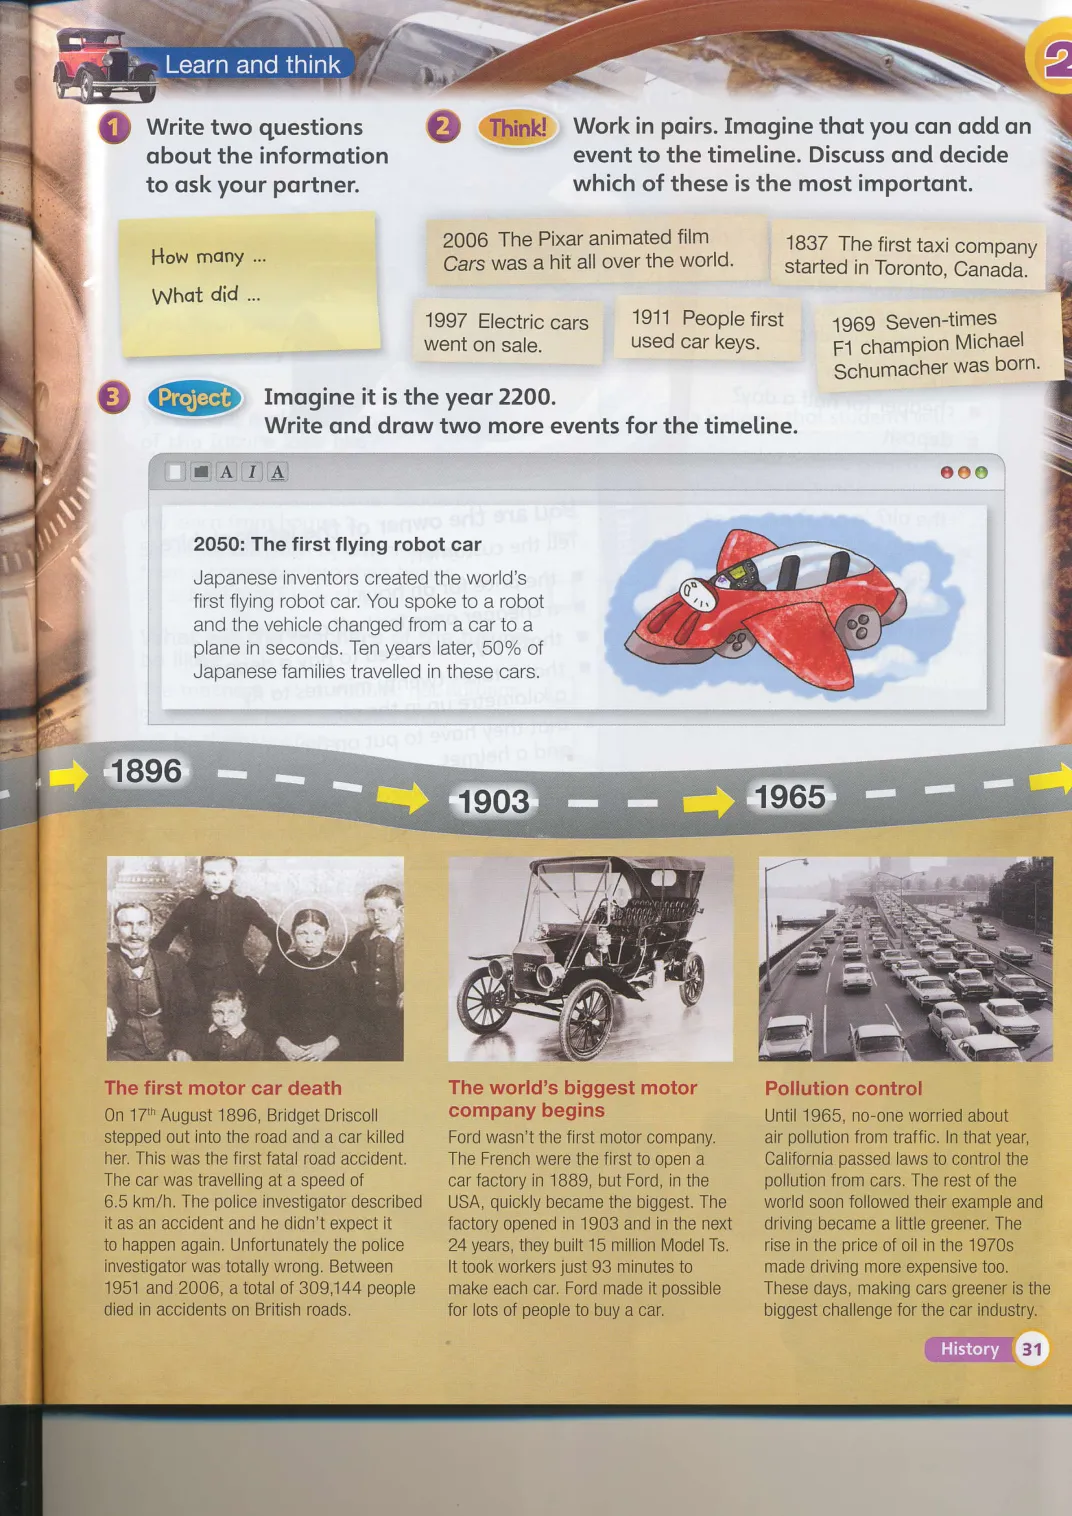 Learn and think
2
1 Write two questions
about the information
to ask your partner.
How many ...
What did ...
2 Think! Work in pairs. Imagine that you can add an
event to the timeline. Discuss and decide
which of these is the most important.
2006 The Pixar animated film
Cars was a hit all over the world.
1837 The first taxi company
started in Toronto, Canada.
1997 Electric cars
went on sale.
1911 People first
used car keys.
1969 Seven-times
F1 champion Michael
Schumacher was born.
3 Project Imagine it is the year 2200.
Write and draw two more events for the timeline.
A I A
2050: The first flying robot car
Japanese inventors created the world's
first flying robot car. You spoke to a robot
and the vehicle changed from a car to a
plane in seconds. Ten years later, 50% of
Japanese families travelled in these cars.
1896
1903
1965
The first motor car death
On 17th August 1896, Bridget Driscoll
stepped out into the road and a car killed
her. This was the first fatal road accident.
The car was travelling at a speed of
6.5 km/h. The police investigator described
it as an accident and he didn't expect it
to happen again. Unfortunately the police
investigator was totally wrong. Between
1951 and 2006, a total of 309,144 people
died in accidents on British roads.
The world's biggest motor
company begins
Ford wasn't the first motor company.
The French were the first to open a
car factory in 1889, but Ford, in the
USA, quickly became the biggest. The
factory opened in 1903 and in the next
24 years, they built 15 million Model Ts.
It took workers just 93 minutes to
make each car. Ford made it possible
for lots of people to buy a car.
Pollution control
Until 1965, no-one worried about
air pollution from traffic. In that year,
California passed laws to control the
pollution from cars. The rest of the
world soon followed their example and
driving became a little greener. The
rise in the price of oil in the 1970s
made driving more expensive too.
These days, making cars greener is the
biggest challenge for the car industry.
History 31